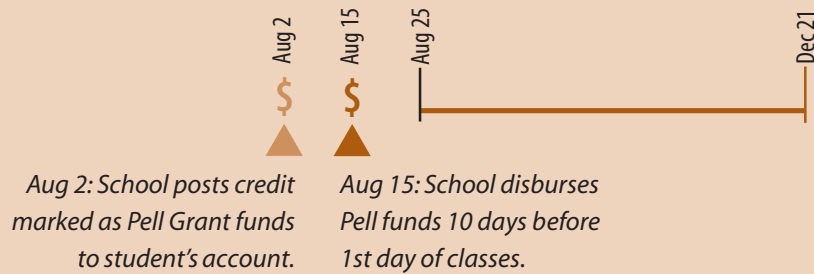 Aug 2
Aug 15
Aug 25
Dec 21
$
$
Aug 2: School posts credit
marked as Pell Grant funds
to student's account.
Aug 15: School disburses
Pell funds 10 days before
1st day of classes.